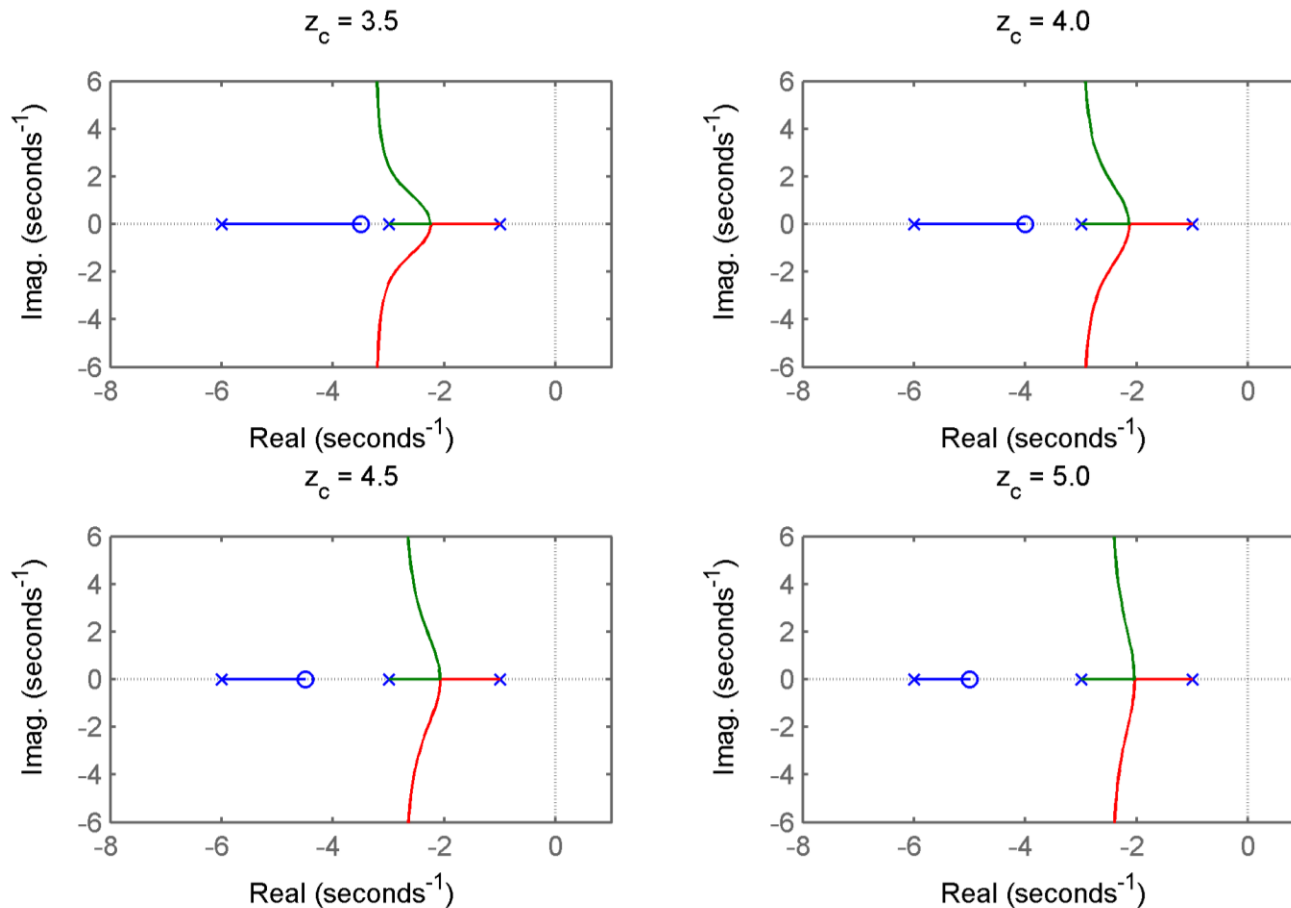 z_c = 3.5
6
4
2
0
-2
-4
-6
Imag. (seconds^-1)
-8 -6 -4 -2 0
Real (seconds^-1)
z_c = 4.0
6
4
2
0
-2
-4
-6
Imag. (seconds^-1)
-8 -6 -4 -2 0
Real (seconds^-1)
z_c = 4.5
6
4
2
0
-2
-4
-6
Imag. (seconds^-1)
-8 -6 -4 -2 0
Real (seconds^-1)
z_c = 5.0
6
4
2
0
-2
-4
-6
Imag. (seconds^-1)
-8 -6 -4 -2 0
Real (seconds^-1)